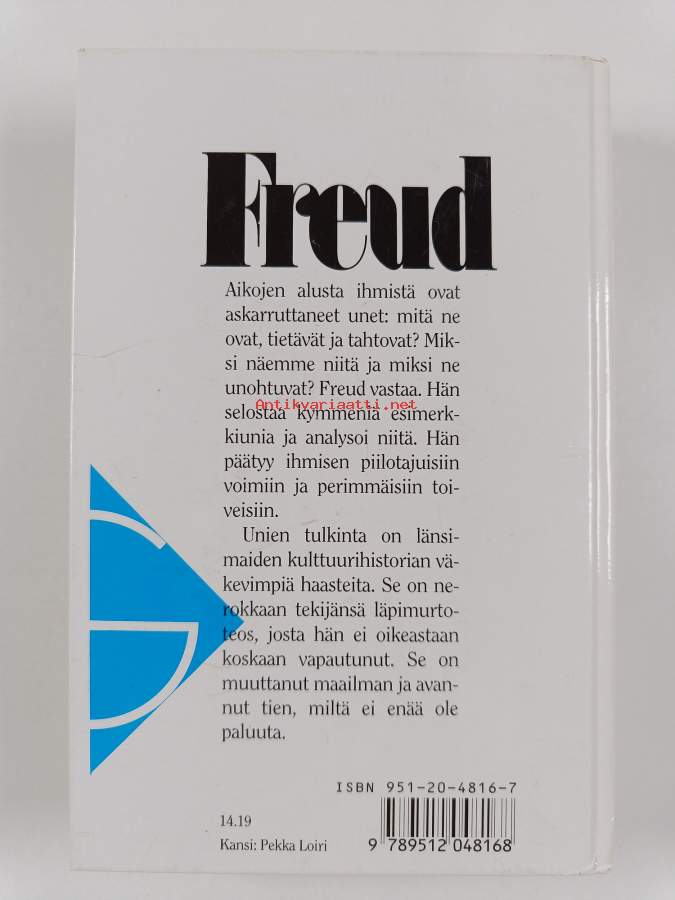 Freud
Aikojen alusta ihmistä ovat
askarruttaneet unet: mitä ne
ovat, tietävät ja tahtovat? Mik-
si näemme niitä ja miksi ne
unohtuvat? Freud vastaa. Hän
Antikvariaatti.net
selostaa kymmeniä esimerk-
kiunia ja analysoi niitä. Hän
päätyy ihmisen piilotajuisiin
voimiin ja perimmäisiin toi-
veisiin.
Unien tulkinta on länsi-
maiden kulttuurihistorian vä-
kevimpiä haasteita. Se on ne-
rokkaan tekijänsä läpimurto-
teos, josta hän ei oikeastaan
koskaan vapautunut. Se on
muuttanut maailman ja avan-
nut tien, miltä ei enää ole
paluuta.
ISBN 951-20-4816-7
14.19
Kansi: Pekka Loiri
9 789512 048168